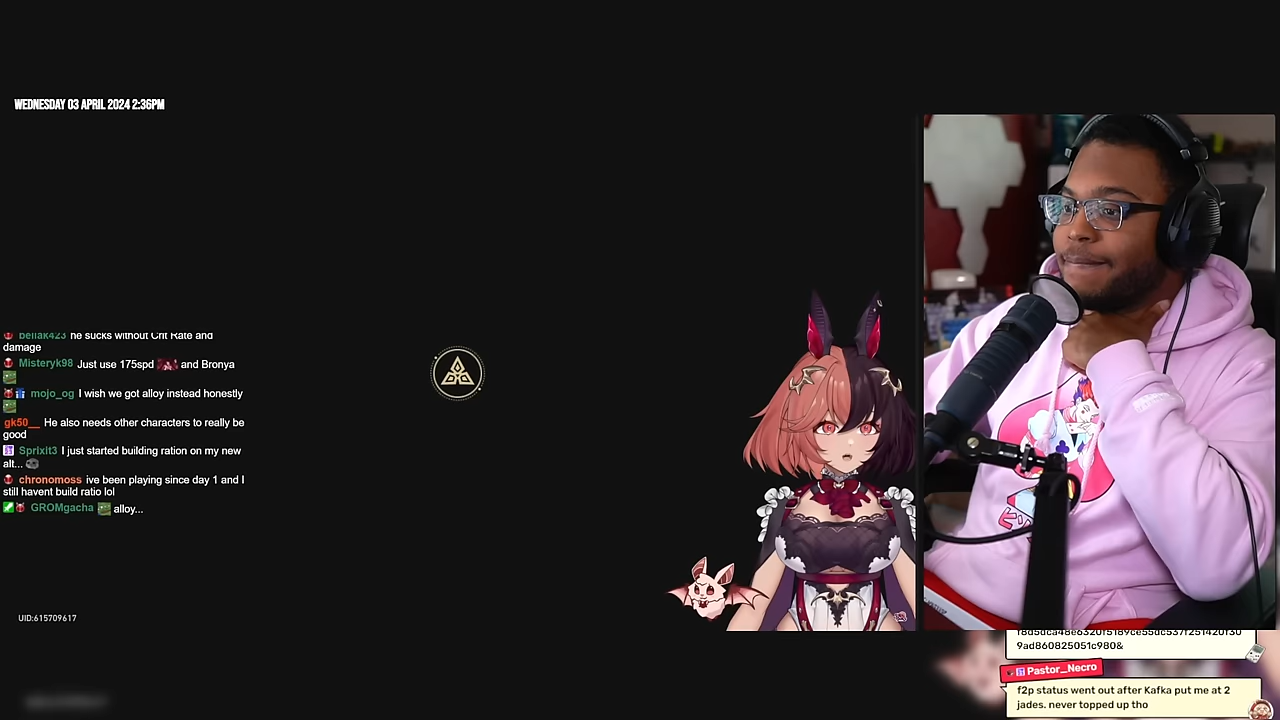 WEDNESDAY 03 APRIL 2024 2:36PM
bellak423 he sucks without Crit Rate and
damage
Misteryk98 Just use 175spd and Bronya
mojo_og I wish we got alloy instead honestly
gk50__ He also needs other characters to really be
good
Sprixlt3 I just started building ration on my new
alt...
chronomoss ive been playing since day 1 and I
still havent build ratio lol
GROMgacha alloy...
UID:615709617
9ad860825051c980&
Pastor_Necro
f2p status went out after Kafka put me at 2
jades. never topped up tho